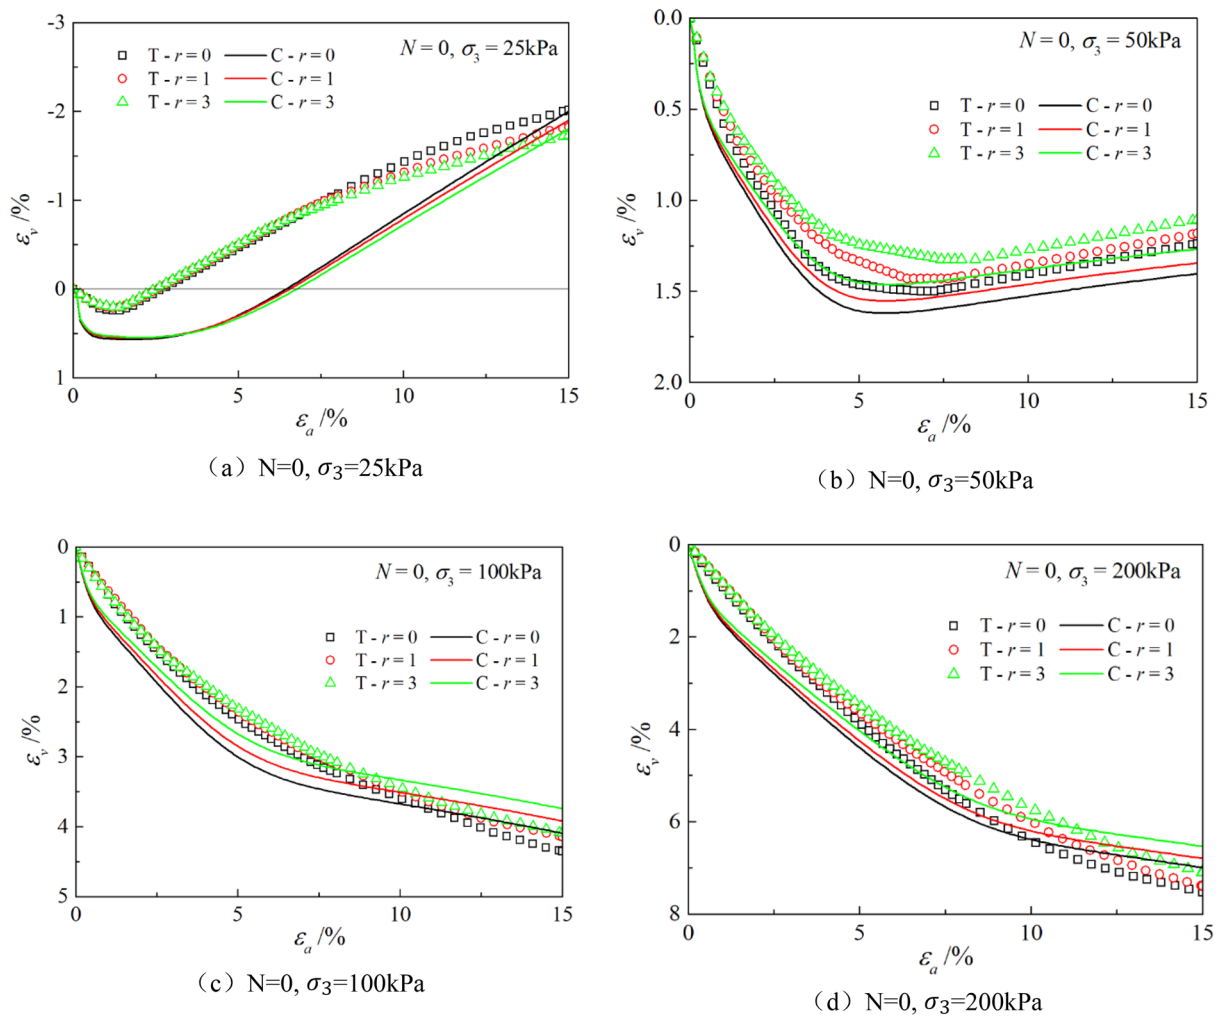 -3
-2
-1
0
1
εv /%
N = 0, σ3 = 25kPa
T - r = 0 C - r = 0
T - r = 1 C - r = 1
T - r = 3 C - r = 3
0 5 10 15
εa /%
（a）N=0, σ3=25kPa
0.0
0.5
1.0
1.5
2.0
εv /%
N = 0, σ3 = 50kPa
T - r = 0 C - r = 0
T - r = 1 C - r = 1
T - r = 3 C - r = 3
0 5 10 15
εa /%
（b）N=0, σ3=50kPa
0
1
2
3
4
5
εv /%
N = 0, σ3 = 100kPa
T - r = 0 C - r = 0
T - r = 1 C - r = 1
T - r = 3 C - r = 3
0 5 10 15
εa /%
（c）N=0, σ3=100kPa
0
2
4
6
8
εv /%
N = 0, σ3 = 200kPa
T - r = 0 C - r = 0
T - r = 1 C - r = 1
T - r = 3 C - r = 3
0 5 10 15
εa /%
（d）N=0, σ3=200kPa